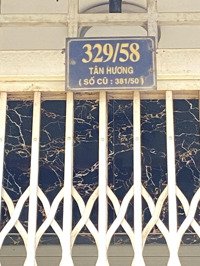 329/58
TÂN HƯƠNG
( SỐ CŨ : 381/50 )